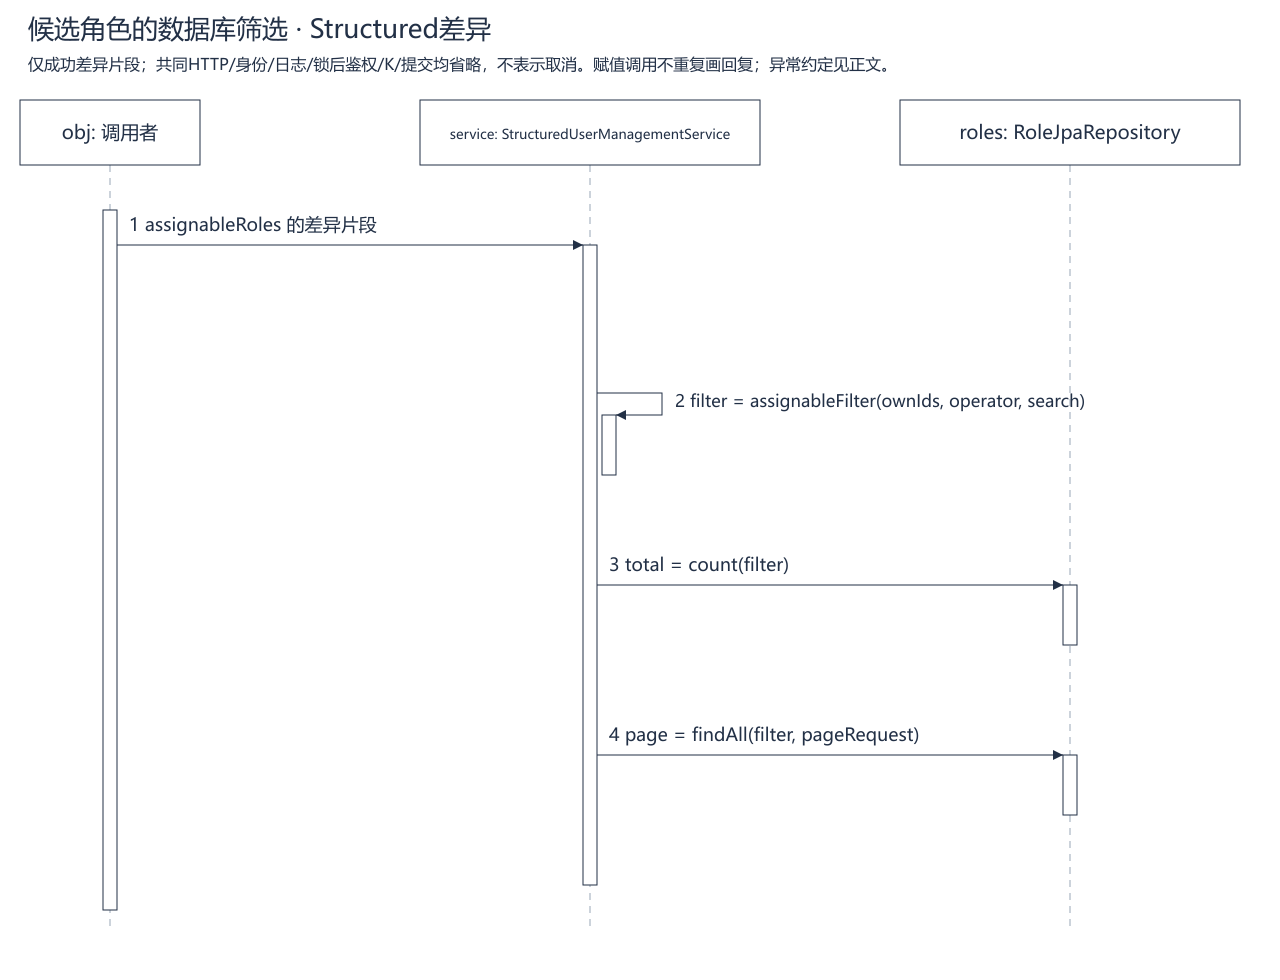 候选角色的数据库筛选 · Structured差异
仅成功差异片段；共同HTTP/身份/日志/锁后鉴权/K/提交均省略，不表示取消。赋值调用不重复画回复；异常约定见正文。
obj: 调用者
service: StructuredUserManagementService
roles: RoleJpaRepository
1 assignableRoles 的差异片段
2 filter = assignableFilter(ownIds, operator, search)
3 total = count(filter)
4 page = findAll(filter, pageRequest)